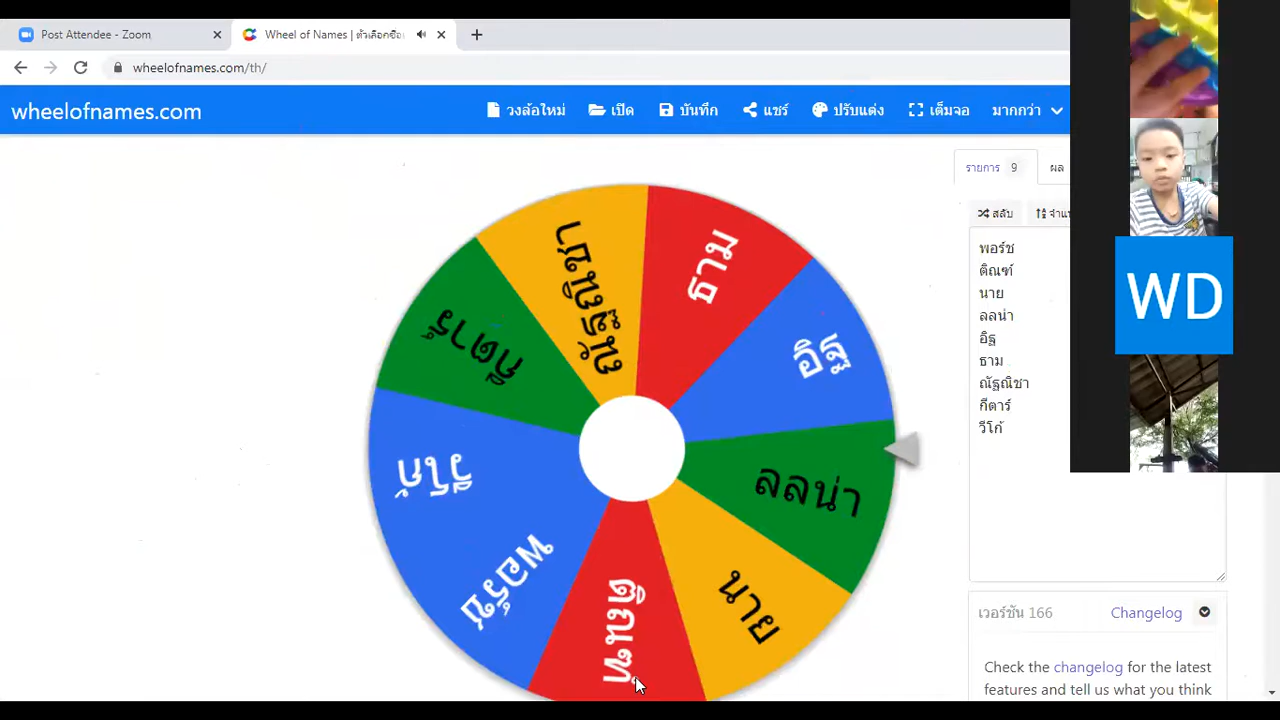 Post Attendee - Zoom
Wheel of Names | ตัวเลือกชื่อ
wheelofnames.com/th/
wheelofnames.com
วงล้อใหม่ เปิด บันทึก แชร์ ปรับแต่ง เต็มจอ มากกว่า
รายการ 9 ผล
สลับ
พอร์ช
ติณฑ์
นาย
ลลน่า
อิฐ
ธาม
ณัฐณิชา
กีตาร์
วีโก้
WD
ณัฐณิชา
ธาม
อิฐ
ลลน่า
นาย
ติณฑ์
พอร์ช
วีโก้
กีตาร์
เวอร์ชัน 166 Changelog
Check the changelog for the latest
features and tell us what you think